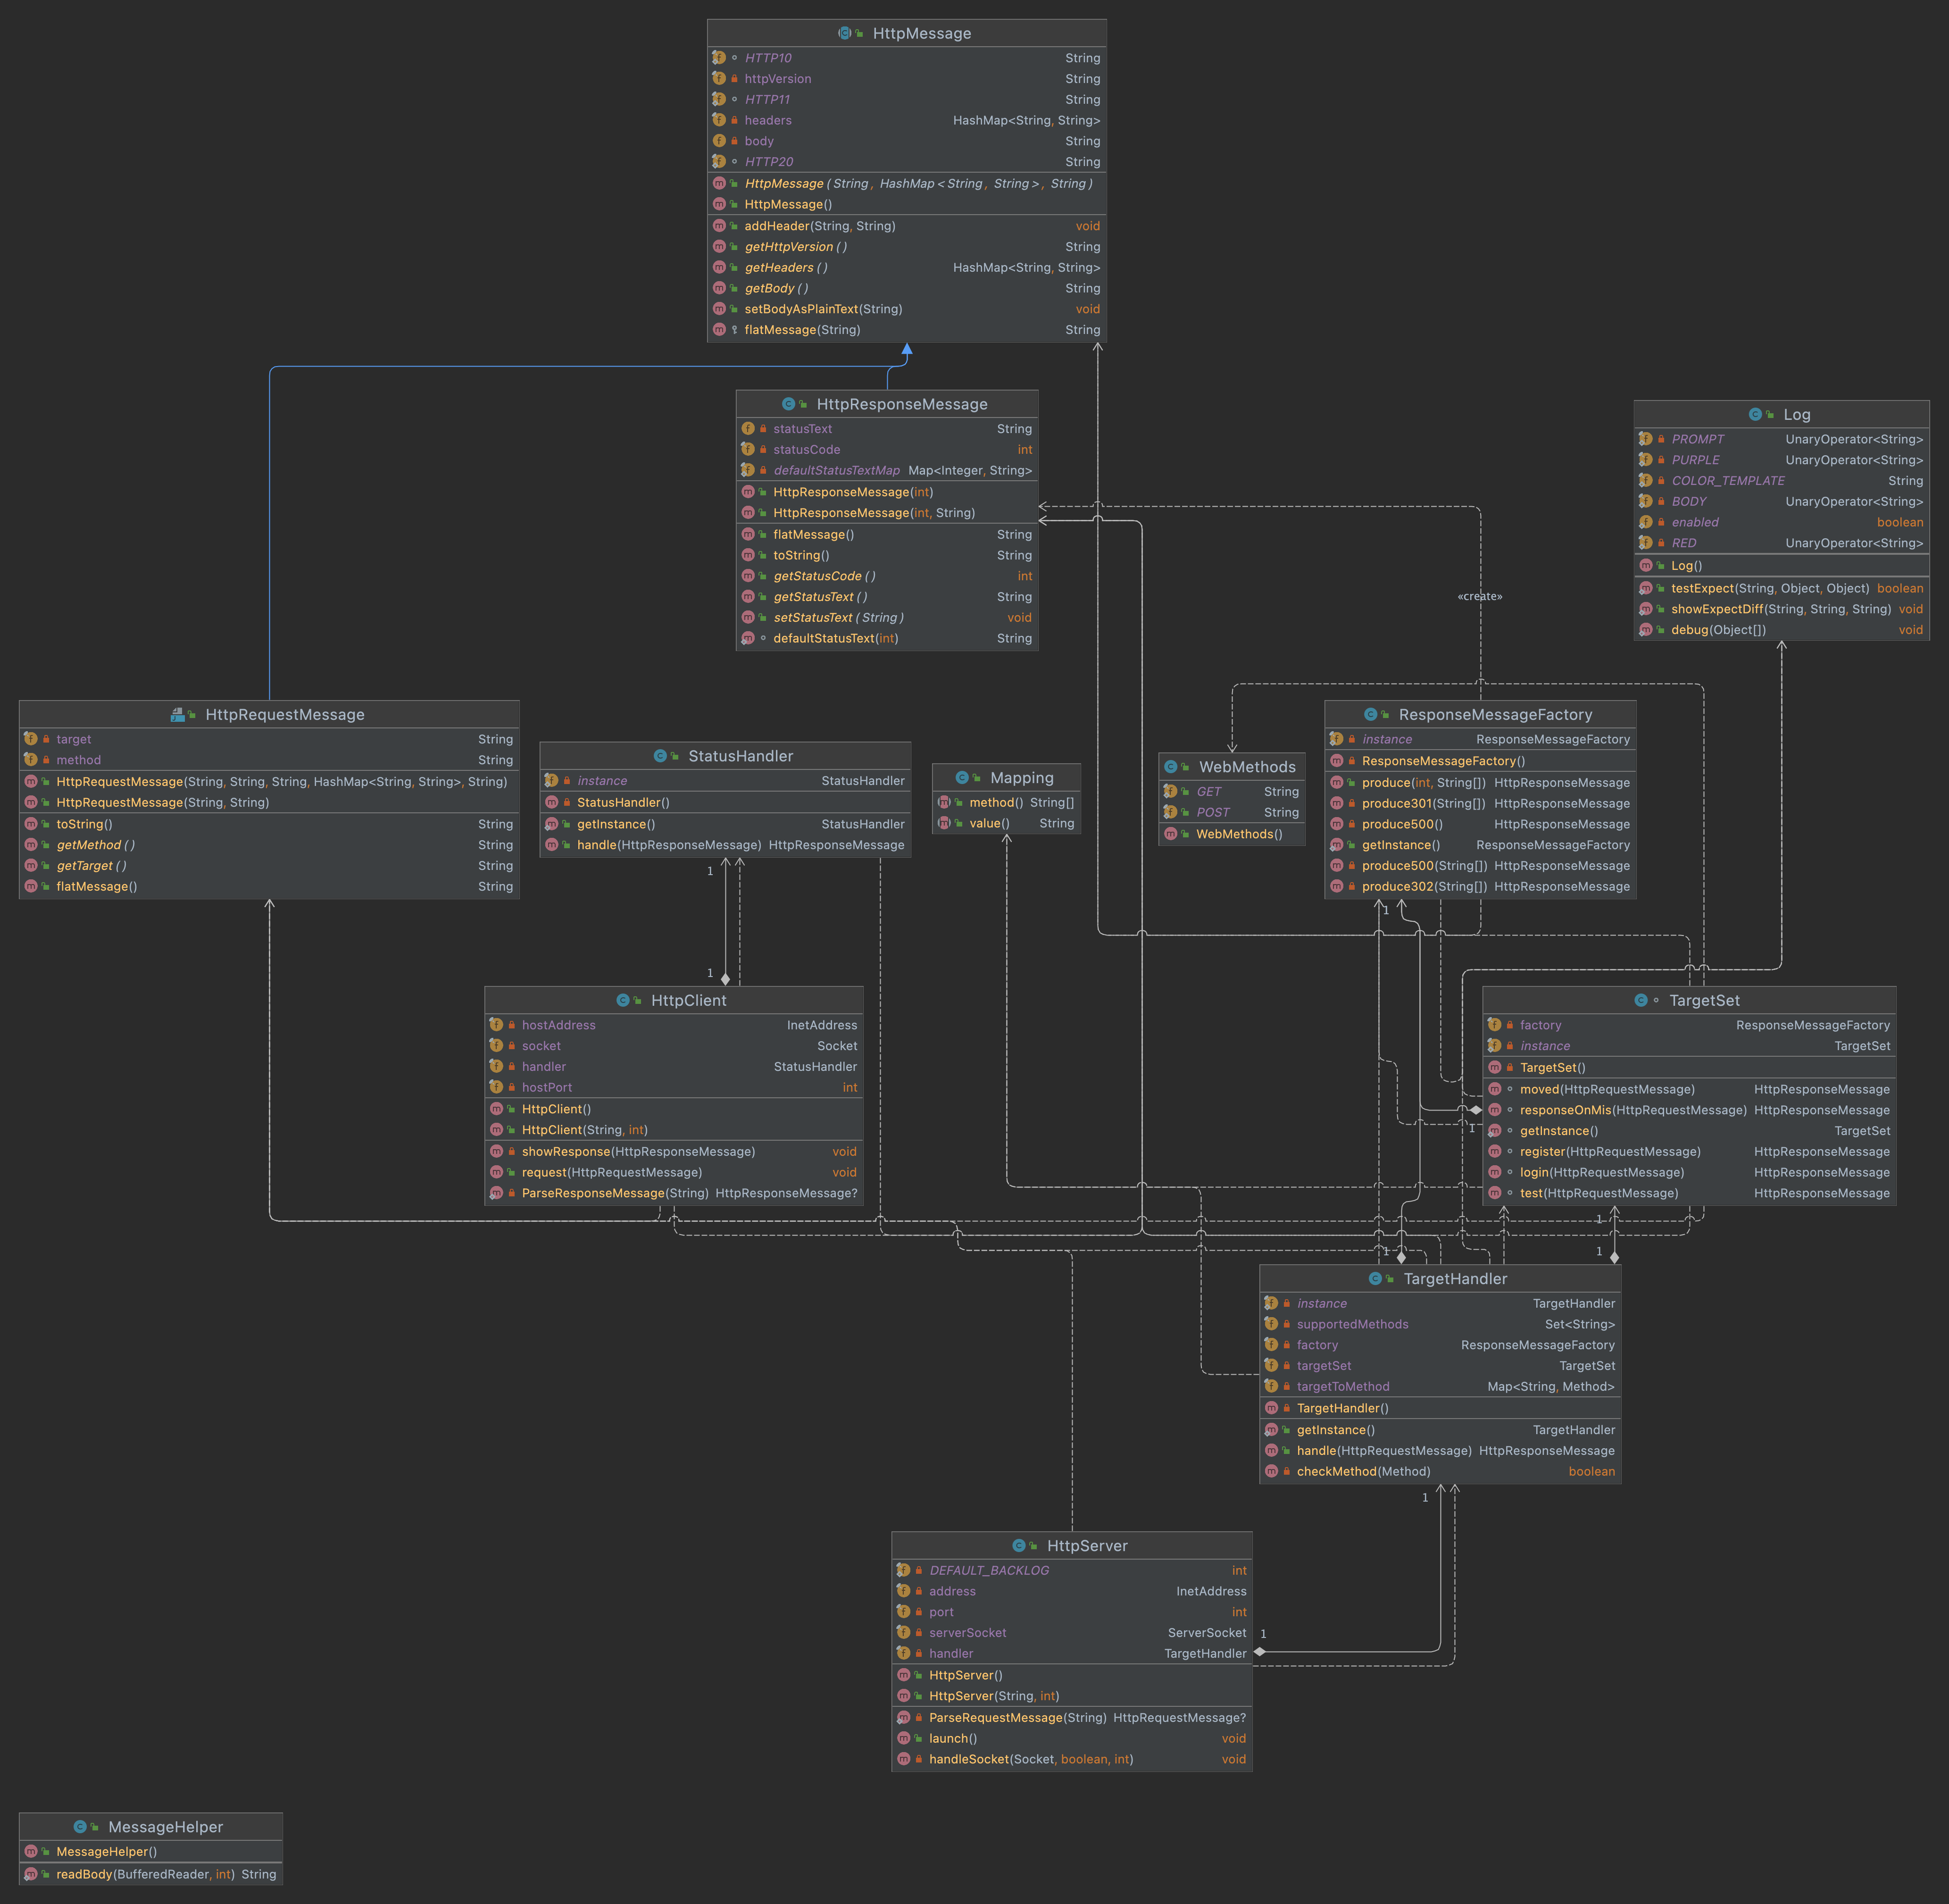 HttpMessage
HTTP10 String
httpVersion String
HTTP11 String
headers HashMap<String, String>
body String
HTTP20 String
HttpMessage(String, HashMap<String, String>, String)
HttpMessage()
addHeader(String, String) void
getHttpVersion() String
getHeaders() HashMap<String, String>
getBody() String
setBodyAsPlainText(String) void
flatMessage(String) String
HttpResponseMessage
statusText String
statusCode int
defaultStatusTextMap Map<Integer, String>
HttpResponseMessage(int)
HttpResponseMessage(int, String)
flatMessage() String
toString() String
getStatusCode() int
getStatusText() String
setStatusText(String) void
defaultStatusText(int) String
Log
PROMPT UnaryOperator<String>
PURPLE UnaryOperator<String>
COLOR_TEMPLATE String
BODY UnaryOperator<String>
enabled boolean
RED UnaryOperator<String>
Log()
testExpect(String, Object, Object) boolean
showExpectDiff(String, String, String) void
debug(Object[]) void
«create»
HttpRequestMessage
target String
method String
HttpRequestMessage(String, String, String, HashMap<String, String>, String)
HttpRequestMessage(String, String)
toString() String
getMethod() String
getTarget() String
flatMessage() String
StatusHandler
instance StatusHandler
StatusHandler()
getInstance() StatusHandler
handle(HttpResponseMessage) HttpResponseMessage
1
1
Mapping
method() String[]
value() String
WebMethods
GET String
POST String
WebMethods()
ResponseMessageFactory
instance ResponseMessageFactory
ResponseMessageFactory()
produce(int, String[]) HttpResponseMessage
produce301(String[]) HttpResponseMessage
produce500() HttpResponseMessage
getInstance() ResponseMessageFactory
produce500(String[]) HttpResponseMessage
produce302(String[]) HttpResponseMessage
1
HttpClient
hostAddress InetAddress
socket Socket
handler StatusHandler
hostPort int
HttpClient()
HttpClient(String, int)
showResponse(HttpResponseMessage) void
request(HttpRequestMessage) void
ParseResponseMessage(String) HttpResponseMessage?
TargetSet
factory ResponseMessageFactory
instance TargetSet
TargetSet()
moved(HttpRequestMessage) HttpResponseMessage
responseOnMis(HttpRequestMessage) HttpResponseMessage
getInstance() TargetSet
register(HttpRequestMessage) HttpResponseMessage
login(HttpRequestMessage) HttpResponseMessage
test(HttpRequestMessage) HttpResponseMessage
1
1
1
1
TargetHandler
instance TargetHandler
supportedMethods Set<String>
factory ResponseMessageFactory
targetSet TargetSet
targetToMethod Map<String, Method>
TargetHandler()
getInstance() TargetHandler
handle(HttpRequestMessage) HttpResponseMessage
checkMethod(Method) boolean
1
HttpServer
DEFAULT_BACKLOG int
address InetAddress
port int
serverSocket ServerSocket
handler TargetHandler
HttpServer()
HttpServer(String, int)
ParseRequestMessage(String) HttpRequestMessage?
launch() void
handleSocket(Socket, boolean, int) void
1
MessageHelper
MessageHelper()
readBody(BufferedReader, int) String